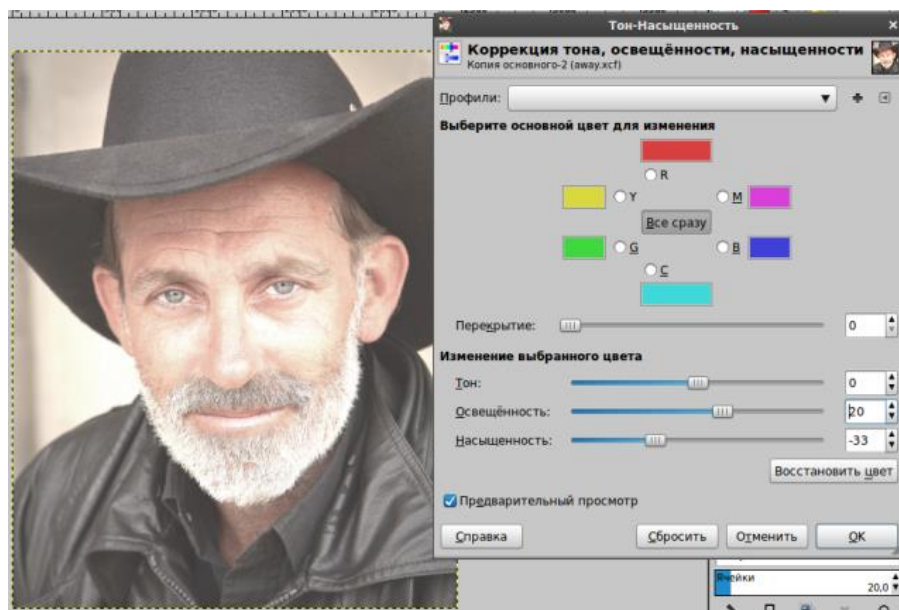 Тон-Насыщенность
Коррекция тона, освещённости, насыщенности
Копия основного-2 (away.xcf)
Профили:
Выберите основной цвет для изменения
R
Y
M
Все сразу
G
B
C
Перекрытие:
0
Изменение выбранного цвета
Тон:
0
Освещённость:
20
Насыщенность:
-33
Восстановить цвет
Предварительный просмотр
Справка
Сбросить
Отменить
OK
Ячейки
20,0